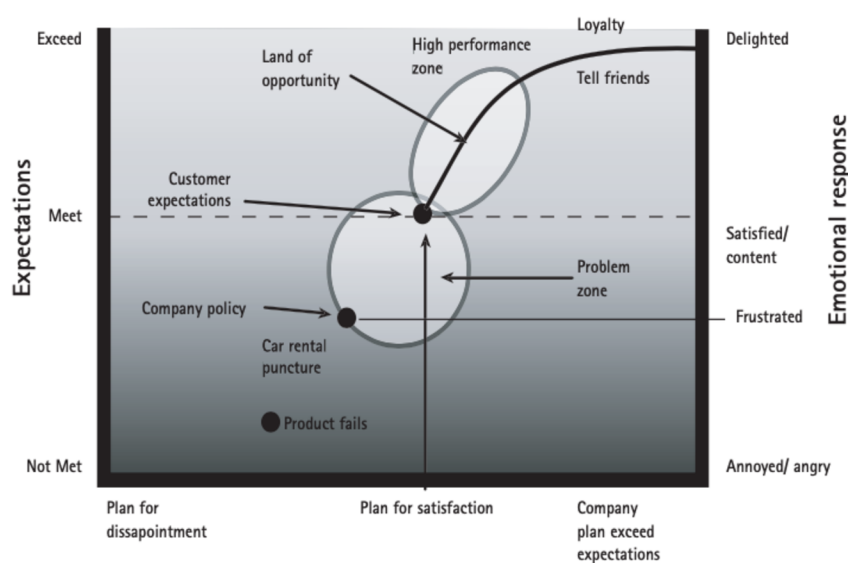 Loyalty
Exceed
Delighted
High performance
zone
Land of
opportunity
Tell friends
Customer
expectations
Meet
Satisfied/
content
Problem
zone
Company policy
Frustrated
Car rental
puncture
Product fails
Not Met
Annoyed/ angry
Plan for
dissapointment
Plan for satisfaction
Company
plan exceed
expectations
Expectations
Emotional response